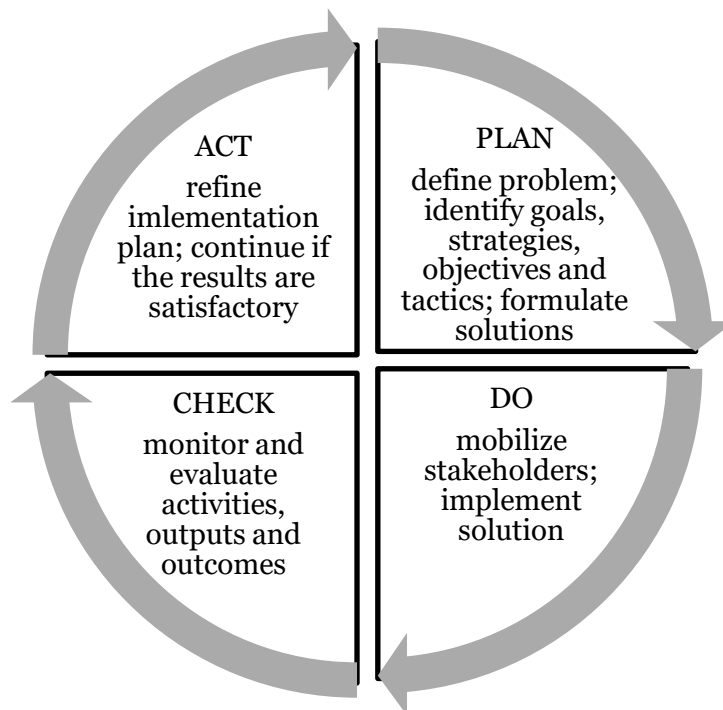 ACT
refine
imlementation
plan; continue if
the results are
satisfactory
PLAN
define problem;
identify goals,
strategies,
objectives and
tactics; formulate
solutions
CHECK
monitor and
evaluate
activities,
outputs and
outcomes
DO
mobilize
stakeholders;
implement
solution